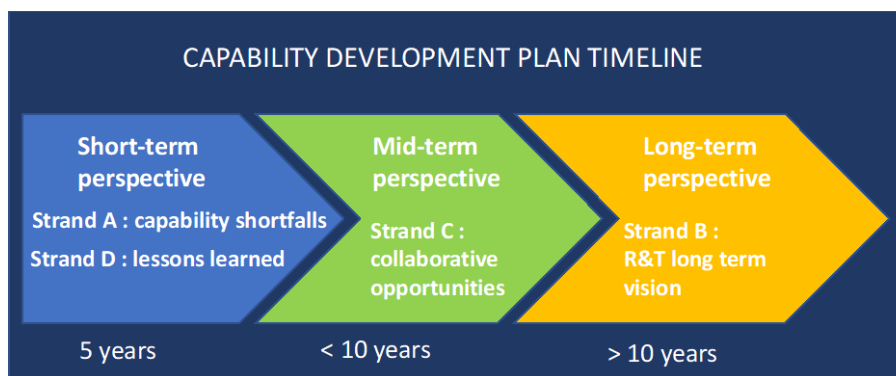 CAPABILITY DEVELOPMENT PLAN TIMELINE
Short-term
perspective
Strand A : capability shortfalls
Strand D : lessons learned
Mid-term
perspective
Strand C :
collaborative
opportunities
Long-term
perspective
Strand B :
R&T long term
vision
5 years
< 10 years
> 10 years